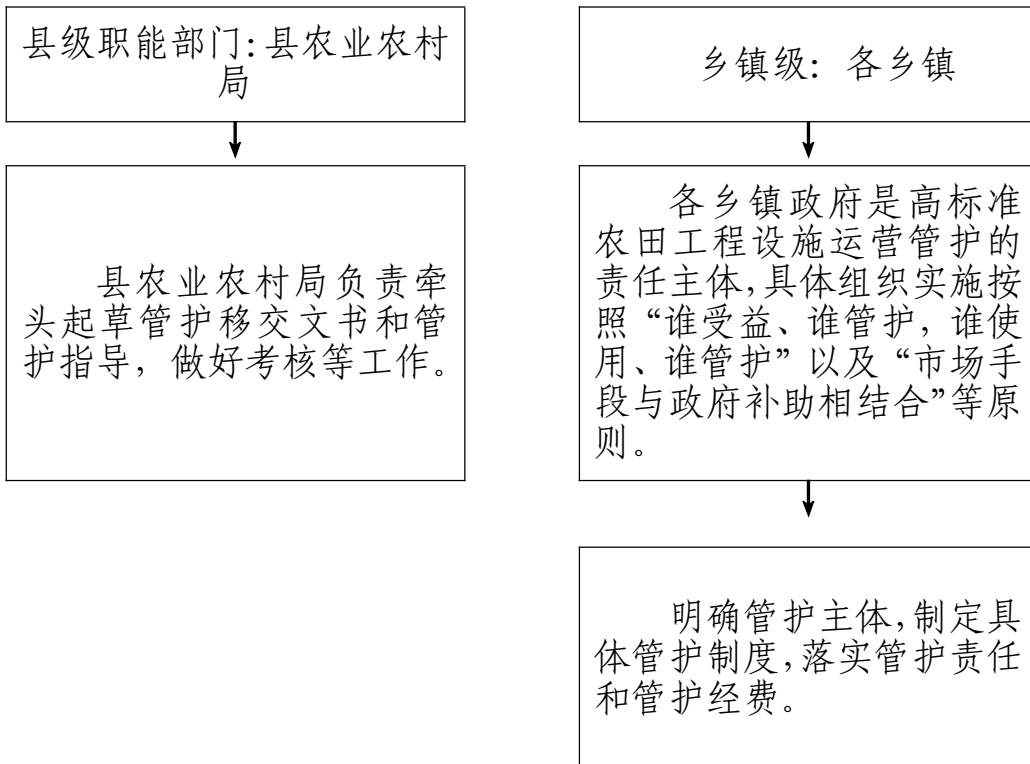 县级职能部门:县农业农村
局
县农业农村局负责牵
头起草管护移交文书和管
护指导，做好考核等工作。
乡镇级：各乡镇
各乡镇政府是高标准
农田工程设施运营管护的
责任主体,具体组织实施按
照“谁受益、谁管护，谁使
用、谁管护”以及“市场手
段与政府补助相结合”等原
则。
明确管护主体,制定具
体管护制度,落实管护责任
和管护经费。